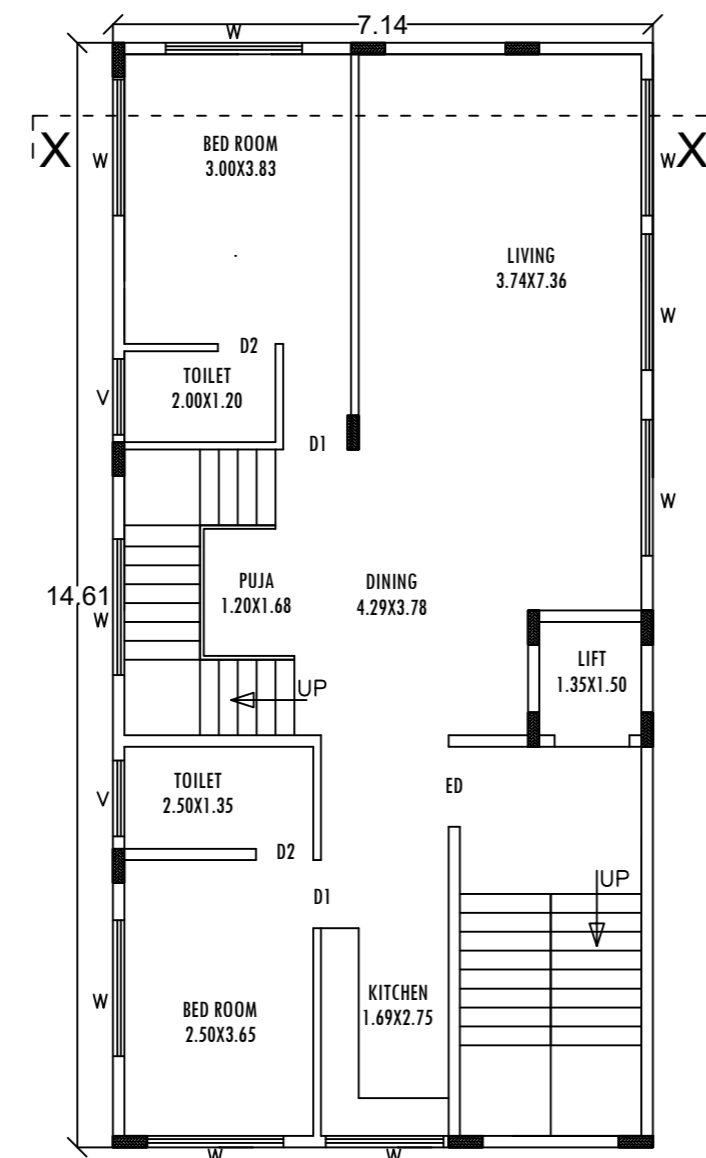 W
7.14
X
W
BED ROOM
3.00X3.83
W
X
LIVING
3.74X7.36
W
D2
TOILET
2.00X1.20
V
D1
W
14.61
W
PUJA
1.20X1.68
DINING
4.29X3.78
LIFT
1.35X1.50
UP
TOILET
2.50X1.35
V
ED
D2
UP
D1
W
BED ROOM
2.50X3.65
KITCHEN
1.69X2.75
W
W